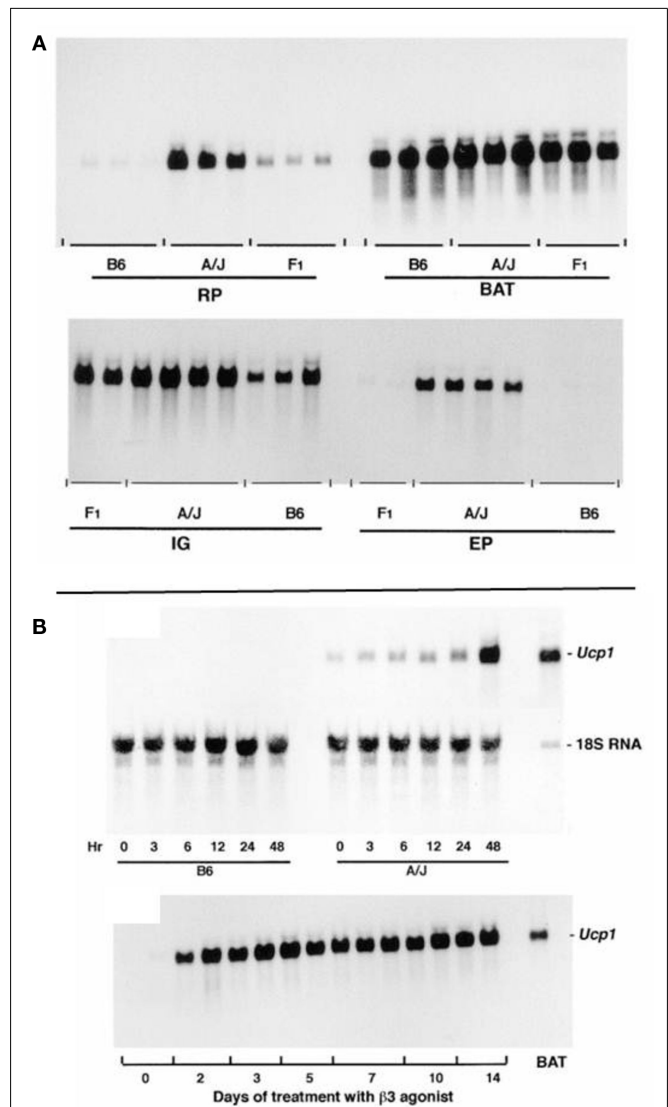 A
B6 A/J F1 B6 A/J F1
RP BAT
F1 A/J B6 F1 A/J B6
IG EP
B
- Ucp1
- 18S RNA
Hr 0 3 6 12 24 48 0 3 6 12 24 48
B6 A/J
- Ucp1
0 2 3 5 7 10 14 BAT
Days of treatment with β3 agonist